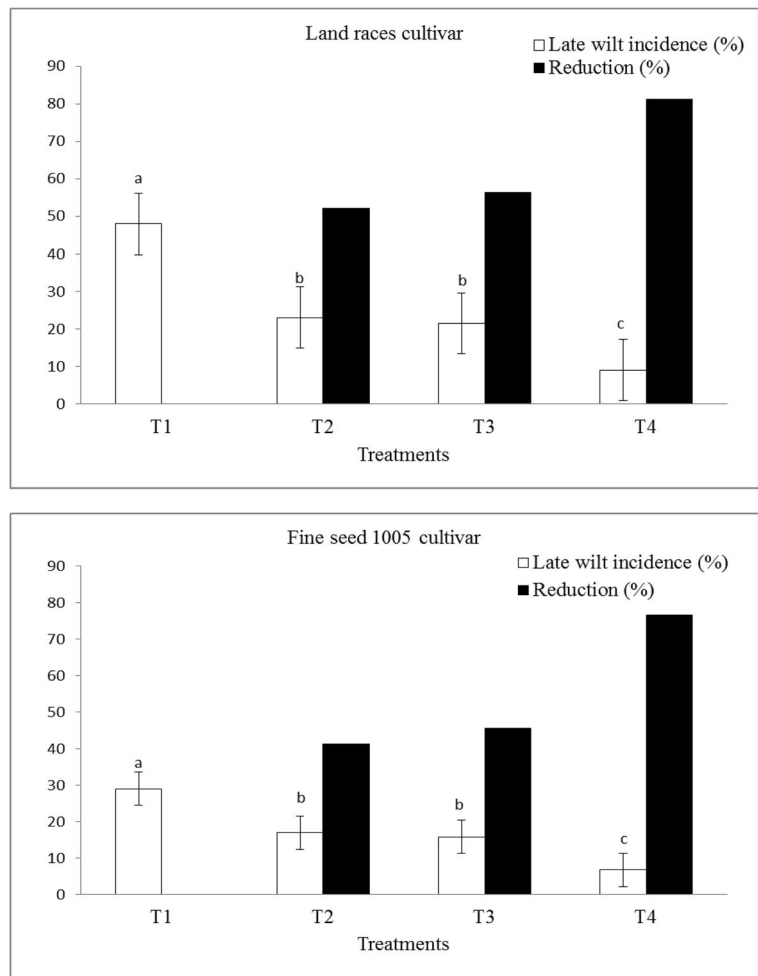 Land races cultivar
Late wilt incidence (%)
Reduction (%)
90
80
70
60
50
40
30
20
10
0
a
b
b
c
T1 T2 T3 T4
Treatments
Fine seed 1005 cultivar
Late wilt incidence (%)
Reduction (%)
90
80
70
60
50
40
30
20
10
0
a
b
b
c
T1 T2 T3 T4
Treatments